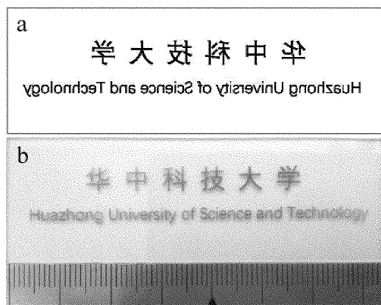 a
华中科技大学
Huazhong University of Science and Technology
b
华中科技大学
Huazhong University of Science and Technology